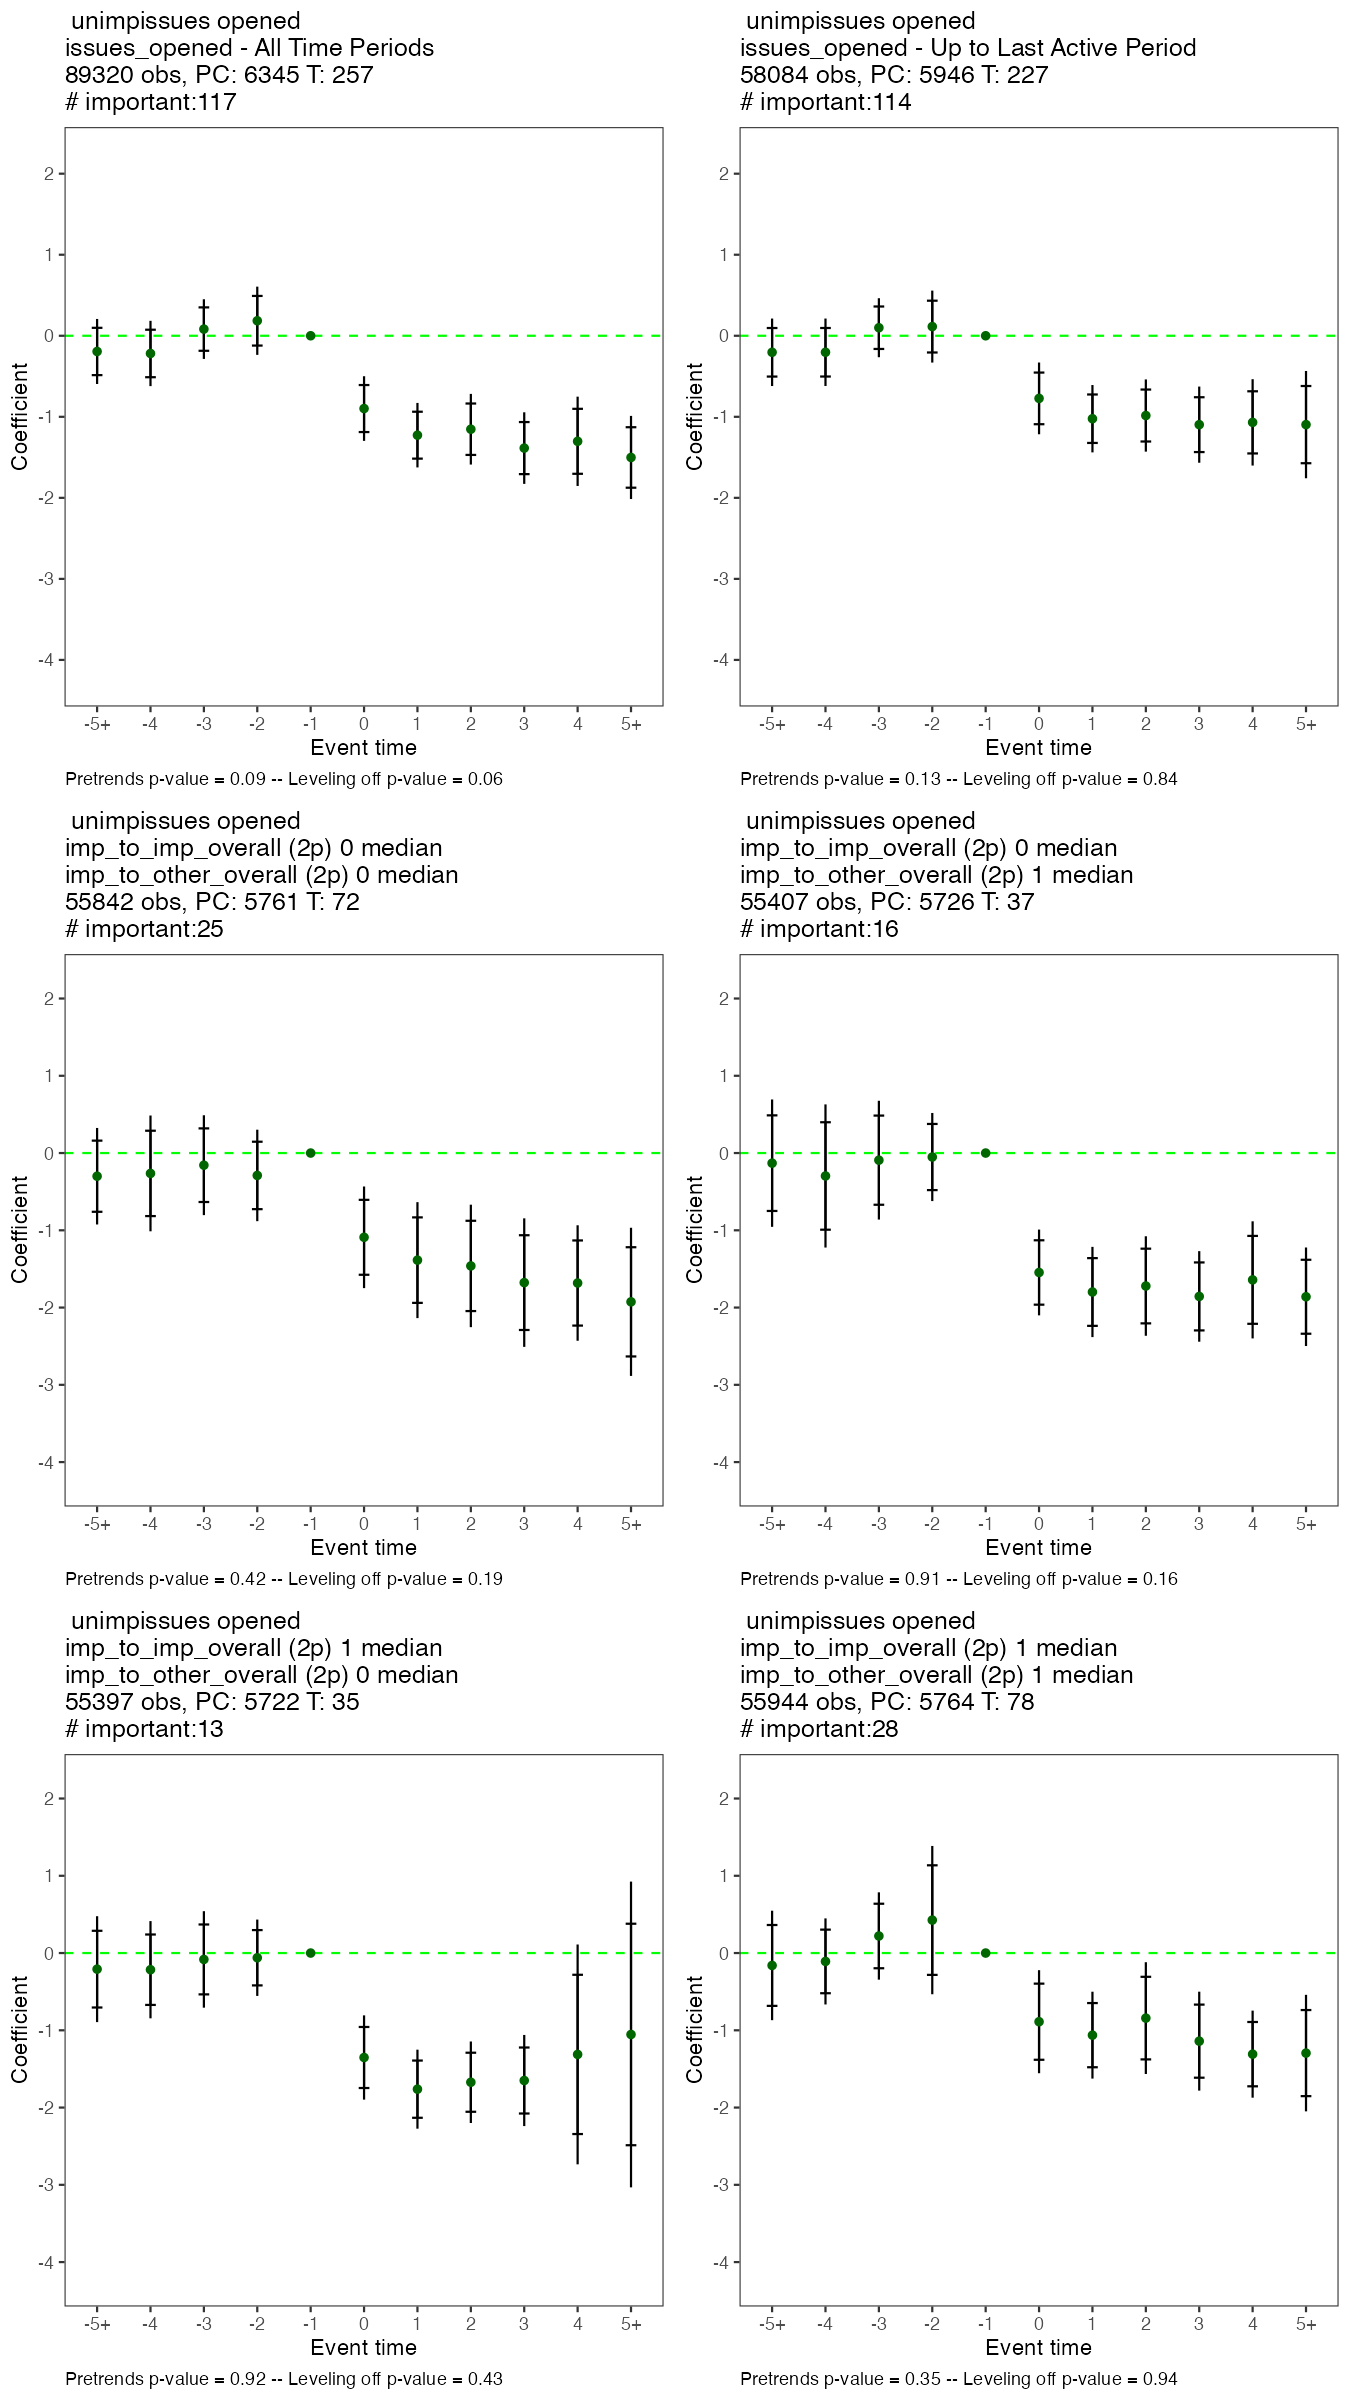 unimpissues opened
issues_opened - All Time Periods
89320 obs, PC: 6345 T: 257
# important:117
2
1
0
-1
-2
-3
-4
Coefficient
-5+ -4 -3 -2 -1 0 1 2 3 4 5+
Event time
Pretrends p-value = 0.09 -- Leveling off p-value = 0.06
unimpissues opened
issues_opened - Up to Last Active Period
58084 obs, PC: 5946 T: 227
# important:114
2
1
0
-1
-2
-3
-4
Coefficient
-5+ -4 -3 -2 -1 0 1 2 3 4 5+
Event time
Pretrends p-value = 0.13 -- Leveling off p-value = 0.84
unimpissues opened
imp_to_imp_overall (2p) 0 median
imp_to_other_overall (2p) 0 median
55842 obs, PC: 5761 T: 72
# important:25
2
1
0
-1
-2
-3
-4
Coefficient
-5+ -4 -3 -2 -1 0 1 2 3 4 5+
Event time
Pretrends p-value = 0.42 -- Leveling off p-value = 0.19
unimpissues opened
imp_to_imp_overall (2p) 0 median
imp_to_other_overall (2p) 1 median
55407 obs, PC: 5726 T: 37
# important:16
2
1
0
-1
-2
-3
-4
Coefficient
-5+ -4 -3 -2 -1 0 1 2 3 4 5+
Event time
Pretrends p-value = 0.91 -- Leveling off p-value = 0.16
unimpissues opened
imp_to_imp_overall (2p) 1 median
imp_to_other_overall (2p) 0 median
55397 obs, PC: 5722 T: 35
# important:13
2
1
0
-1
-2
-3
-4
Coefficient
-5+ -4 -3 -2 -1 0 1 2 3 4 5+
Event time
Pretrends p-value = 0.92 -- Leveling off p-value = 0.43
unimpissues opened
imp_to_imp_overall (2p) 1 median
imp_to_other_overall (2p) 1 median
55944 obs, PC: 5764 T: 78
# important:28
2
1
0
-1
-2
-3
-4
Coefficient
-5+ -4 -3 -2 -1 0 1 2 3 4 5+
Event time
Pretrends p-value = 0.35 -- Leveling off p-value = 0.94